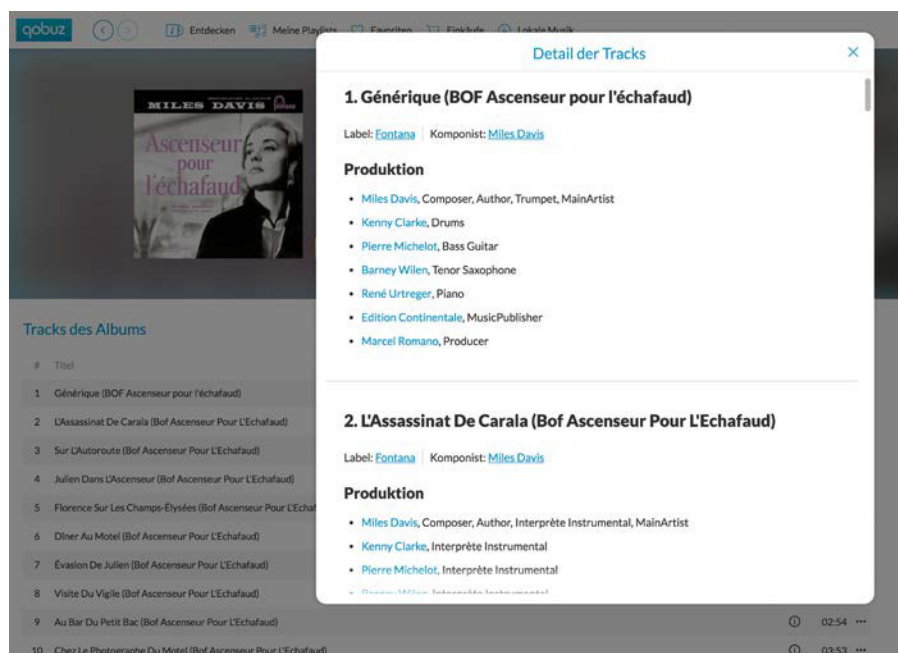 qobuz
Entdecken
Meine Playlists
Favoriten
Einkäufe
Lokale Musik
Detail der Tracks
MILES DAVIS
Ascenseur
pour
l'échafaud
1. Générique (BOF Ascenseur pour l'échafaud)
Label: Fontana Komponist: Miles Davis
Produktion
• Miles Davis, Composer, Author, Trumpet, MainArtist
• Kenny Clarke, Drums
• Pierre Michelot, Bass Guitar
• Barney Wilen, Tenor Saxophone
• René Urtreger, Piano
• Edition Continentale, MusicPublisher
• Marcel Romano, Producer
2. L'Assassinat De Carala (Bof Ascenseur Pour L'Echafaud)
Label: Fontana Komponist: Miles Davis
Produktion
• Miles Davis, Composer, Author, Interprète Instrumental, MainArtist
• Kenny Clarke, Interprète Instrumental
• Pierre Michelot, Interprète Instrumental
• Barney Wilen, Interprète Instrumental
Tracks des Albums
# Titel
1 Générique (BOF Ascenseur pour l'échafaud)
2 L'Assassinat De Carala (Bof Ascenseur Pour L'Echafaud)
3 Sur L'Autoroute (Bof Ascenseur Pour L'Echafaud)
4 Julien Dans L'Ascenseur (Bof Ascenseur Pour L'Echafaud)
5 Florence Sur Les Champs-Élysées (Bof Ascenseur Pour L'Echaf
6 Dîner Au Motel (Bof Ascenseur Pour L'Echafaud)
7 Évasion De Julien (Bof Ascenseur Pour L'Echafaud)
8 Visite Du Vigile (Bof Ascenseur Pour L'Echafaud)
9 Au Bar Du Petit Bac (Bof Ascenseur Pour L'Echafaud) 02:54
10 Chez Le Photographe Du Motel (Bof Ascenseur Pour L'Echafaud) 03:53